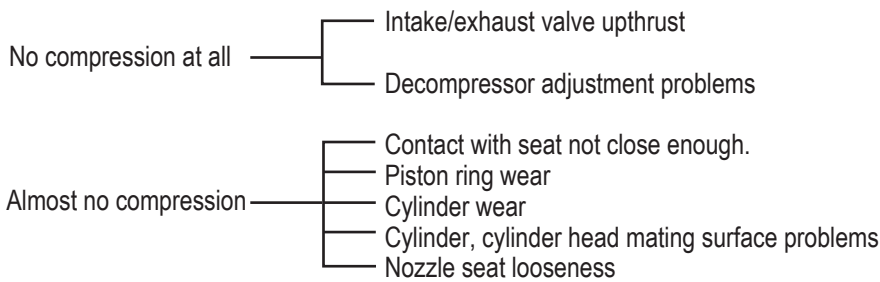 No compression at all
Intake/exhaust valve upthrust
Decompressor adjustment problems
Almost no compression
Contact with seat not close enough.
Piston ring wear
Cylinder wear
Cylinder, cylinder head mating surface problems
Nozzle seat looseness